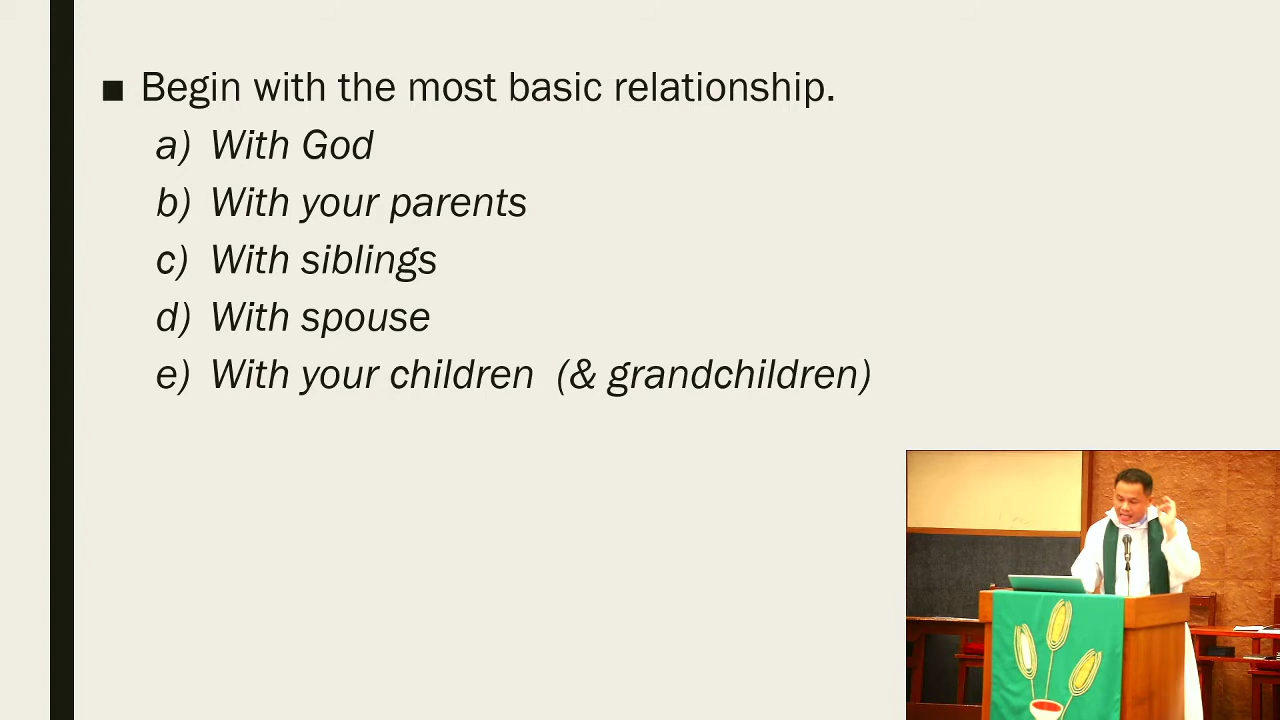 ■ Begin with the most basic relationship.
a) With God
b) With your parents
c) With siblings
d) With spouse
e) With your children (& grandchildren)